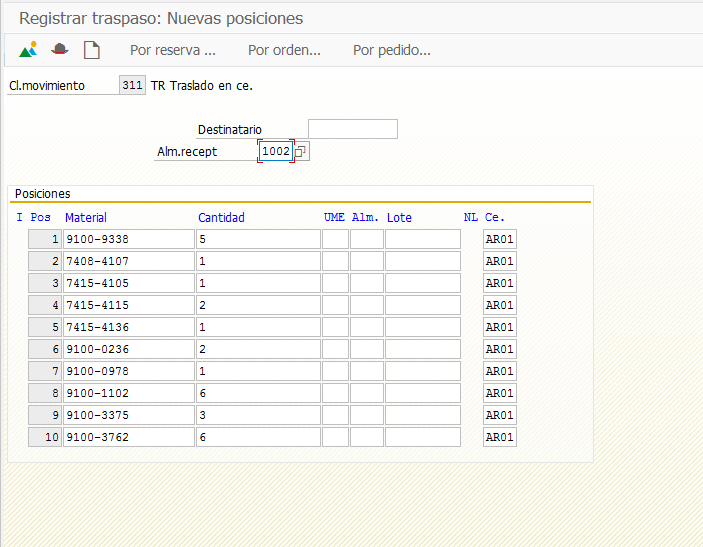 Registrar traspaso: Nuevas posiciones
Por reserva ... Por orden... Por pedido...
Cl.movimiento 311 TR Traslado en ce.
Destinatario
Alm.recept 1002
Posiciones
I Pos Material Cantidad UME Alm. Lote NL Ce.
1 9100-9338 5 AR01
2 7408-4107 1 AR01
3 7415-4105 1 AR01
4 7415-4115 2 AR01
5 7415-4136 1 AR01
6 9100-0236 2 AR01
7 9100-0978 1 AR01
8 9100-1102 6 AR01
9 9100-3375 3 AR01
10 9100-3762 6 AR01